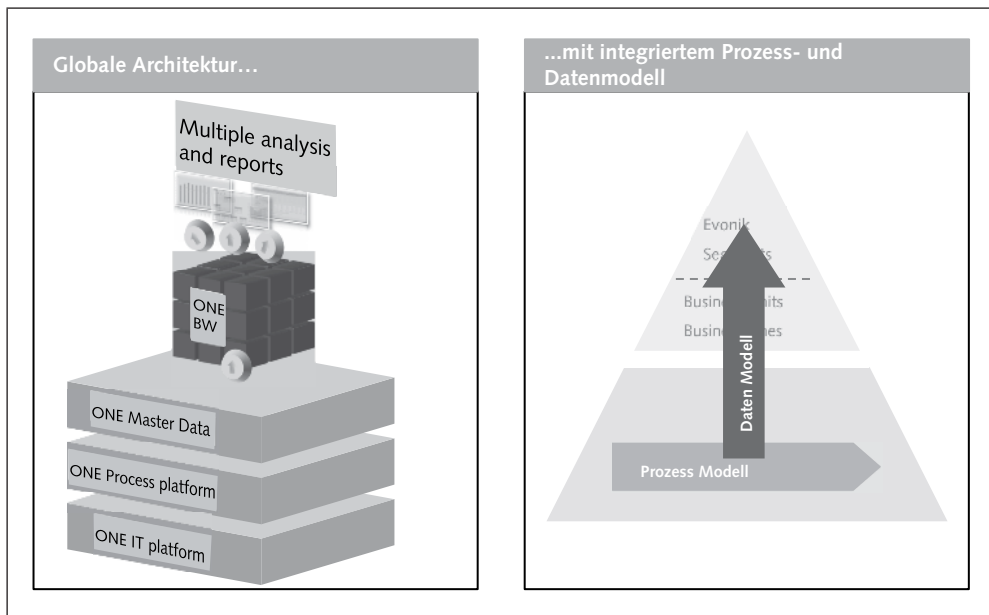 Globale Architektur…
Multiple analysis
and reports
ONE
BW
ONE Master Data
ONE Process platform
ONE IT platform
...mit integriertem Prozess- und
Datenmodell
Evonik
Daten Modell
Prozess Modell